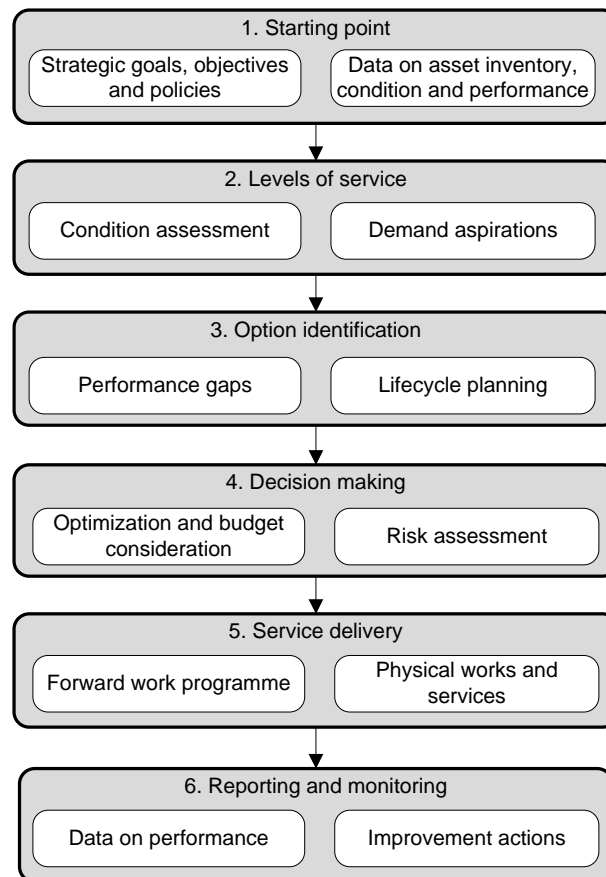 1. Starting point
Strategic goals, objectives
and policies
Data on asset inventory,
condition and performance
2. Levels of service
Condition assessment
Demand aspirations
3. Option identification
Performance gaps
Lifecycle planning
4. Decision making
Optimization and budget
consideration
Risk assessment
5. Service delivery
Forward work programme
Physical works and
services
6. Reporting and monitoring
Data on performance
Improvement actions